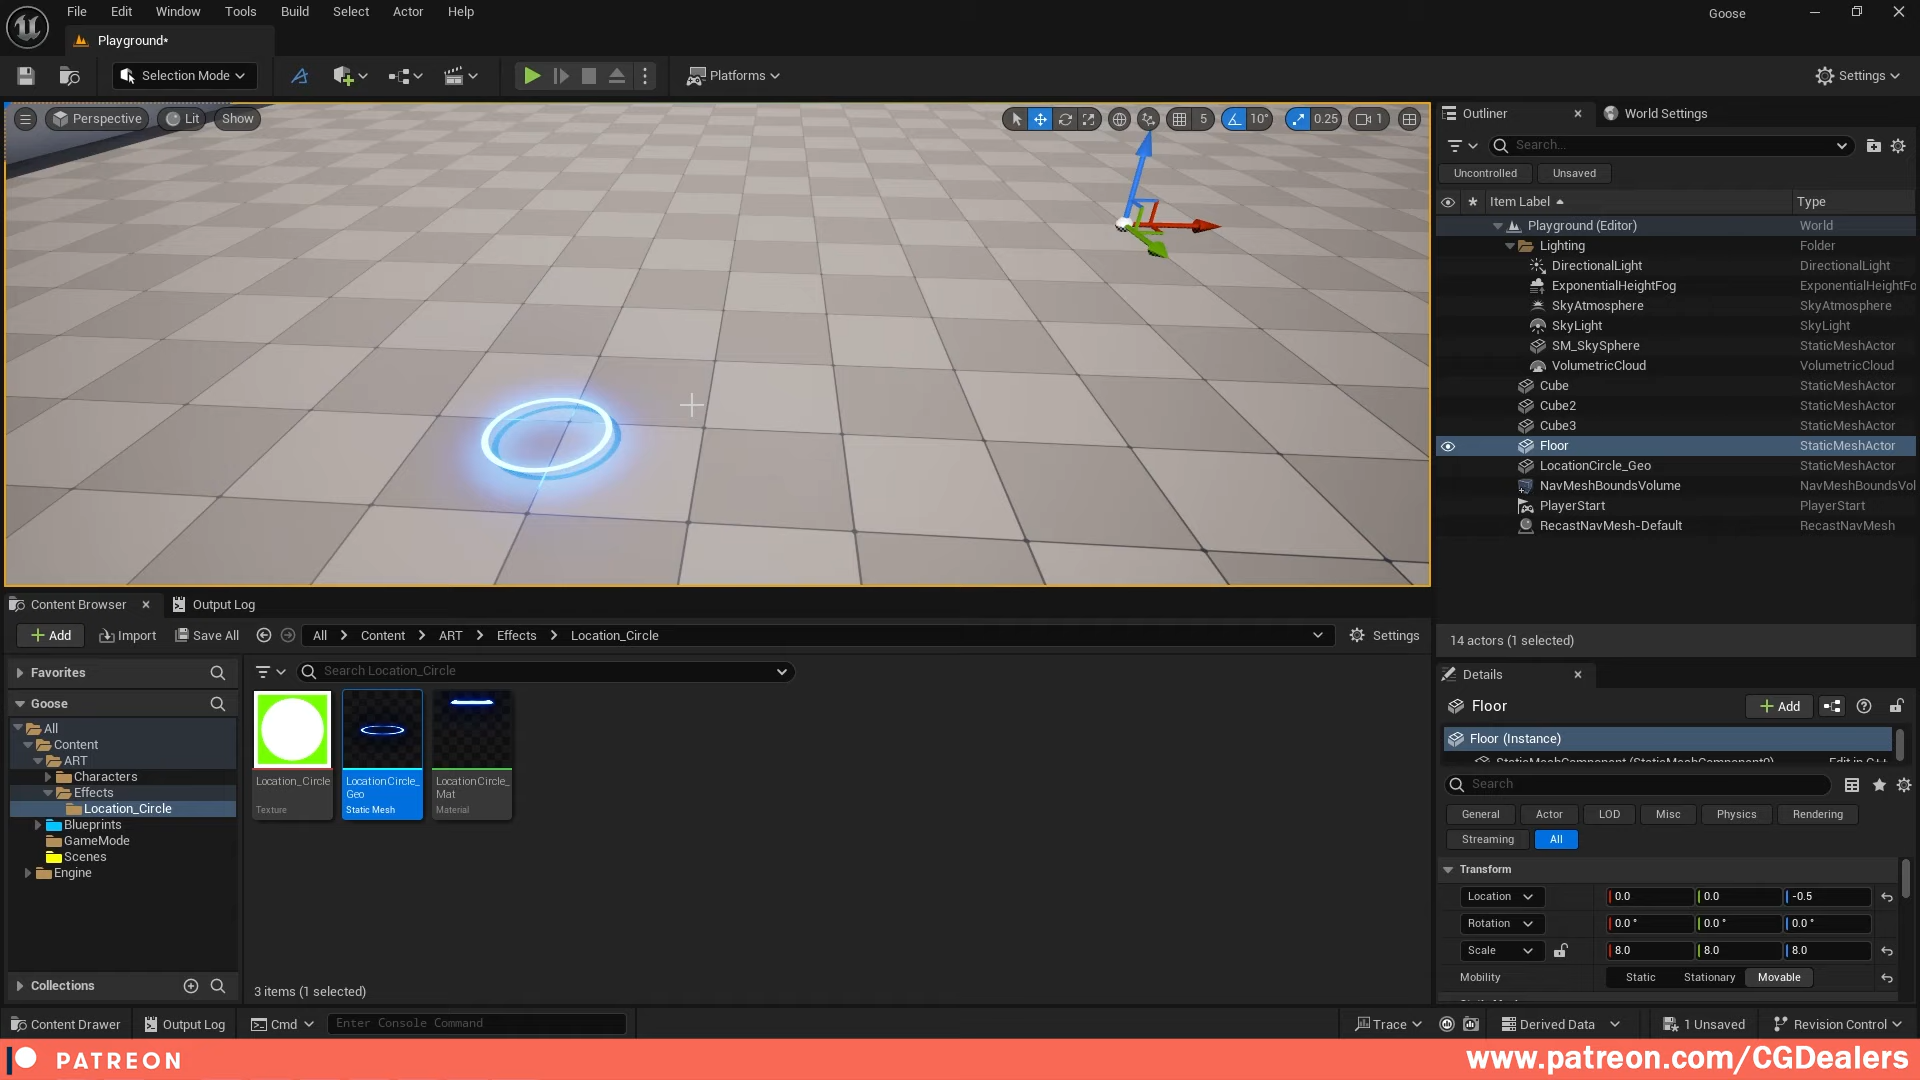 File Edit Window Tools Build Select Actor Help
Goose
Playground*
Selection Mode
Platforms
Settings
Perspective Lit Show
5 10° 0.25 1
Outliner
World Settings
Search...
Uncontrolled Unsaved
Item Label Type
Playground (Editor) World
Lighting Folder
DirectionalLight DirectionalLight
ExponentialHeightFog ExponentialHeightFo
SkyAtmosphere SkyAtmosphere
SkyLight SkyLight
SM_SkySphere StaticMeshActor
VolumetricCloud VolumetricCloud
Cube StaticMeshActor
Cube2 StaticMeshActor
Cube3 StaticMeshActor
Floor StaticMeshActor
LocationCircle_Geo StaticMeshActor
NavMeshBoundsVolume NavMeshBoundsVol
PlayerStart PlayerStart
RecastNavMesh-Default RecastNavMesh
14 actors (1 selected)
Content Browser Output Log
Add Import Save All All Content ART Effects Location_Circle Settings
Favorites
Search Location_Circle
Goose
All
Content
ART
Characters
Effects
Location_Circle
Blueprints
GameMode
Scenes
Engine
Collections
Location_Circle
Texture
LocationCircle_
Geo
Static Mesh
LocationCircle_
Mat
Material
3 items (1 selected)
Details
Floor Add
Floor (Instance)
StaticMeshComponent (StaticMeshComponent0) Edit in C++
Search
General Actor LOD Misc Physics Rendering
Streaming All
Transform
Location 0.0 0.0 -0.5
Rotation 0.0 ° 0.0 ° 0.0 °
Scale 8.0 8.0 8.0
Mobility Static Stationary Movable
Content Drawer Output Log Cmd Enter Console Command
Trace Derived Data 1 Unsaved Revision Control
PATREON
www.patreon.com/CGDealers